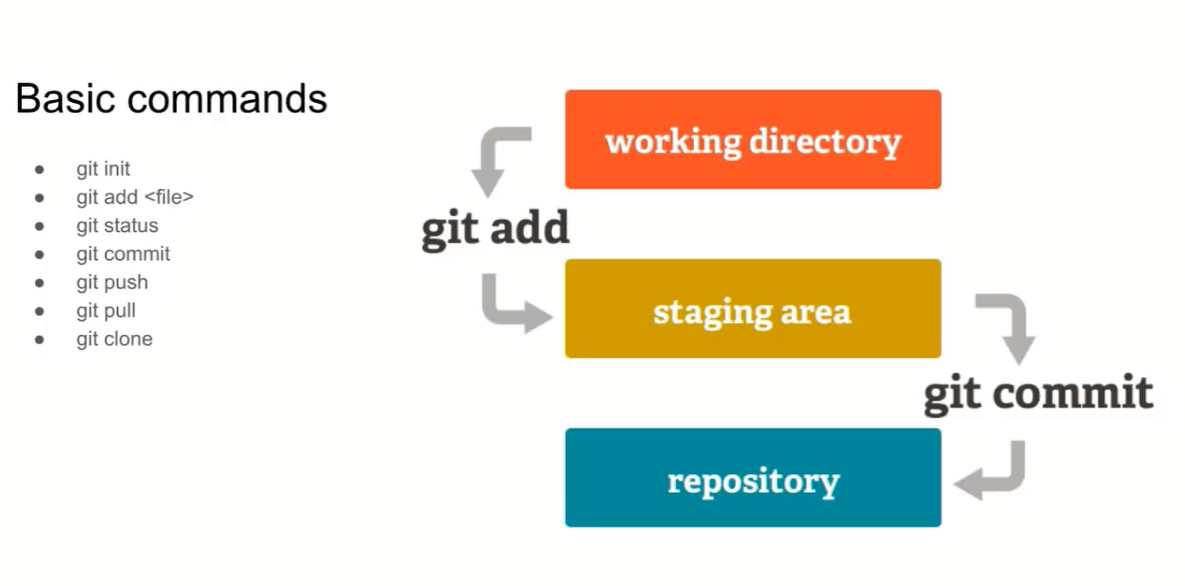 Basic commands
git init
git add <file>
git status
git commit
git push
git pull
git clone
working directory
git add
staging area
git commit
repository